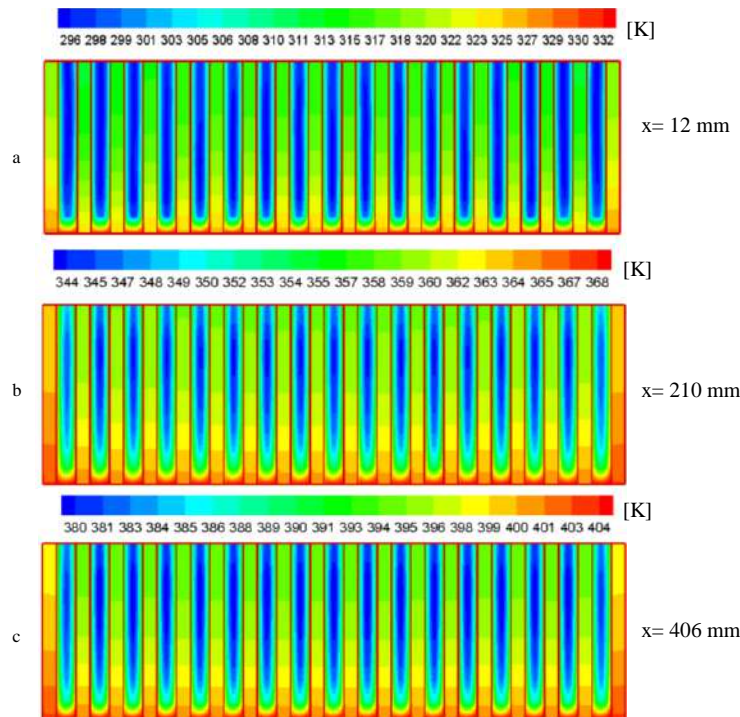 [K]
296 298 299 301 303 305 306 308 310 311 313 315 317 318 320 322 323 325 327 329 330 332
x= 12 mm
a
[K]
344 345 347 348 349 350 352 353 354 355 357 358 359 360 362 363 364 365 367 368
b
x= 210 mm
[K]
380 381 383 384 385 386 388 389 390 391 393 394 395 396 398 399 400 401 403 404
c
x= 406 mm